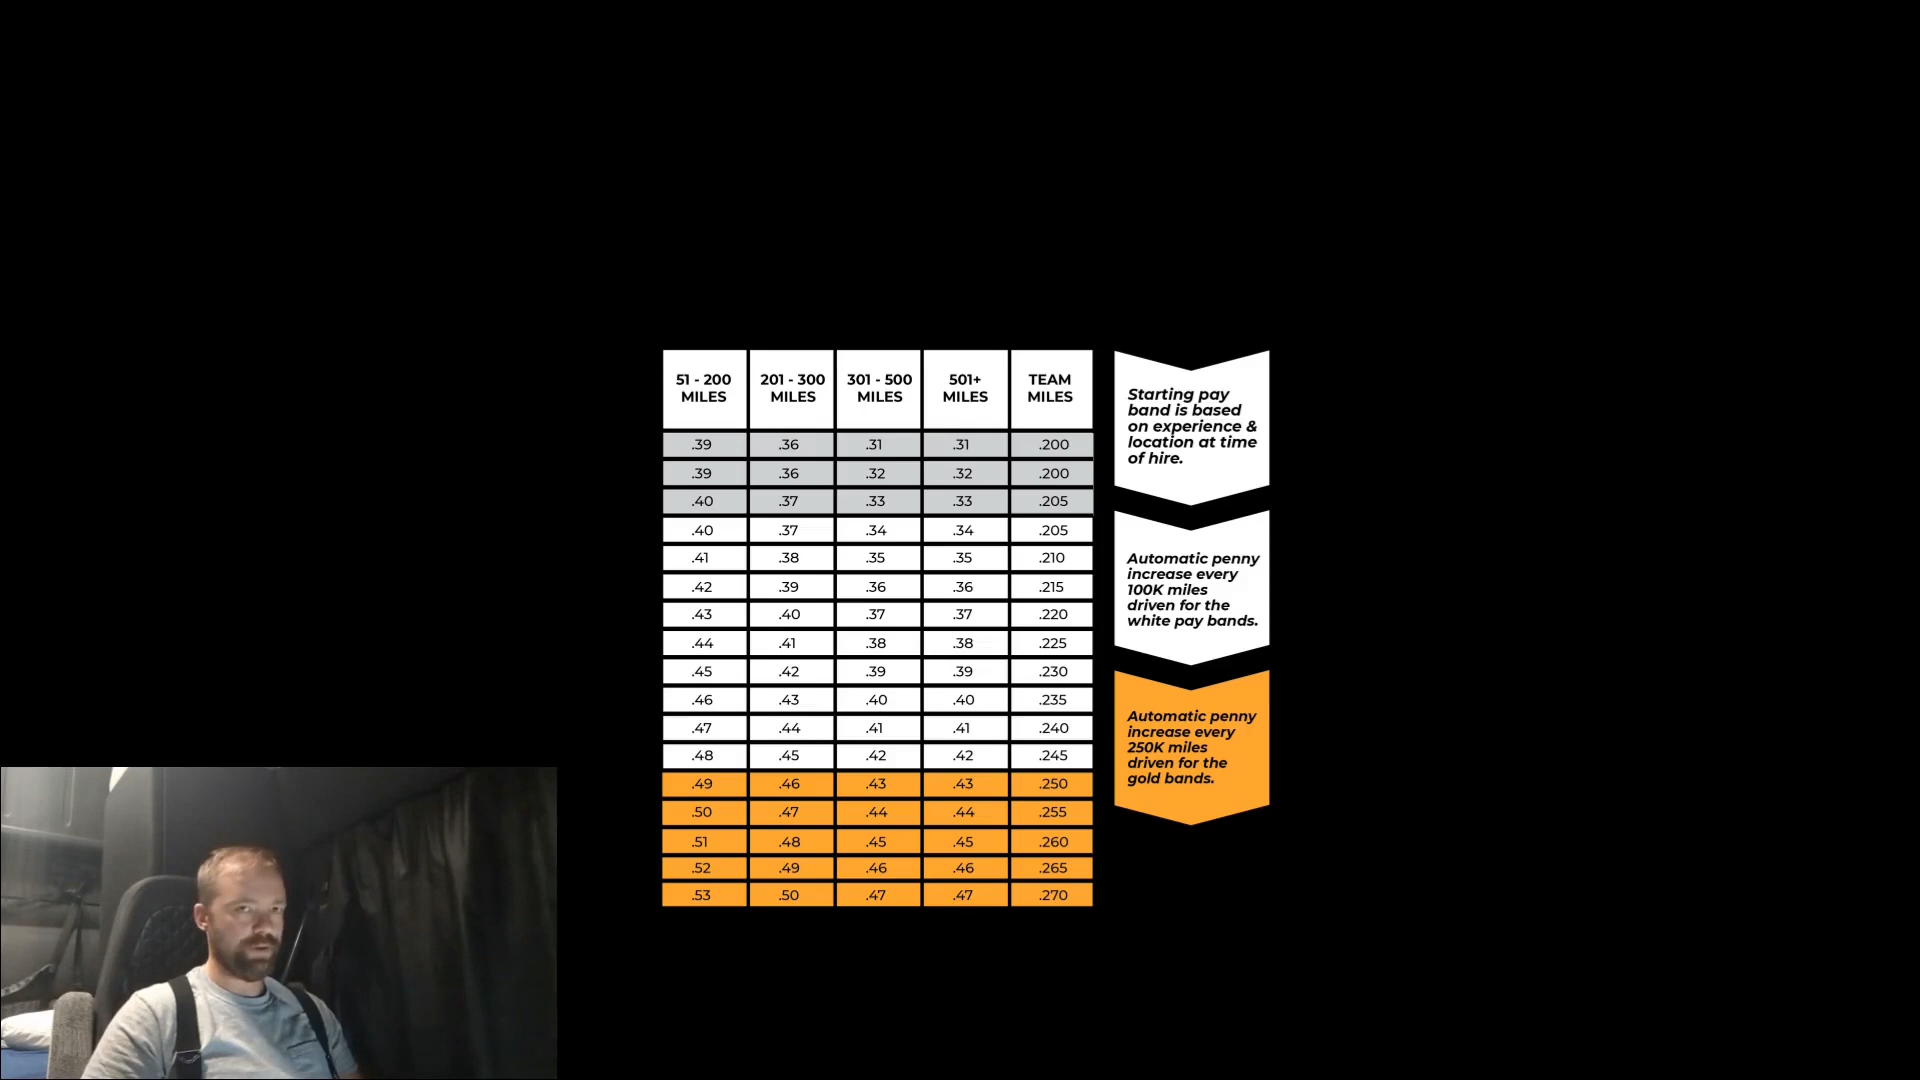 51 - 200 MILES 201 - 300 MILES 301 - 500 MILES 501+ MILES TEAM MILES
.39 .36 .31 .31 .200
.39 .36 .32 .32 .200
.40 .37 .33 .33 .205
.40 .37 .34 .34 .205
.41 .38 .35 .35 .210
.42 .39 .36 .36 .215
.43 .40 .37 .37 .220
.44 .41 .38 .38 .225
.45 .42 .39 .39 .230
.46 .43 .40 .40 .235
.47 .44 .41 .41 .240
.48 .45 .42 .42 .245
.49 .46 .43 .43 .250
.50 .47 .44 .44 .255
.51 .48 .45 .45 .260
.52 .49 .46 .46 .265
.53 .50 .47 .47 .270
Starting pay
band is based
on experience &
location at time
of hire.
Automatic penny
increase every
100K miles
driven for the
white pay bands.
Automatic penny
increase every
250K miles
driven for the
gold bands.